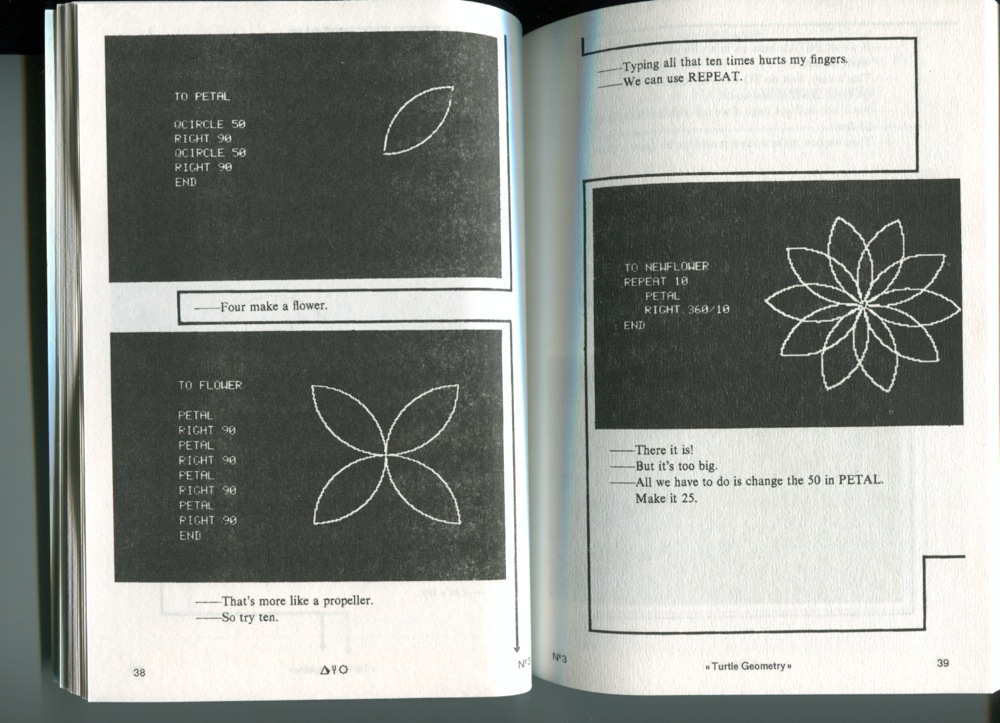 TO PETAL
QCIRCLE 50
RIGHT 90
QCIRCLE 50
RIGHT 90
END
——Four make a flower.
TO FLOWER
PETAL
RIGHT 90
PETAL
RIGHT 90
PETAL
RIGHT 90
PETAL
RIGHT 90
END
——That's more like a propeller.
——So try ten.
38
Nº3
——Typing all that ten times hurts my fingers.
——We can use REPEAT.
TO NEWFLOWER
REPEAT 10
PETAL
RIGHT 360/10
END
——There it is!
——But it's too big.
——All we have to do is change the 50 in PETAL.
Make it 25.
Nº3
«Turtle Geometry»
39